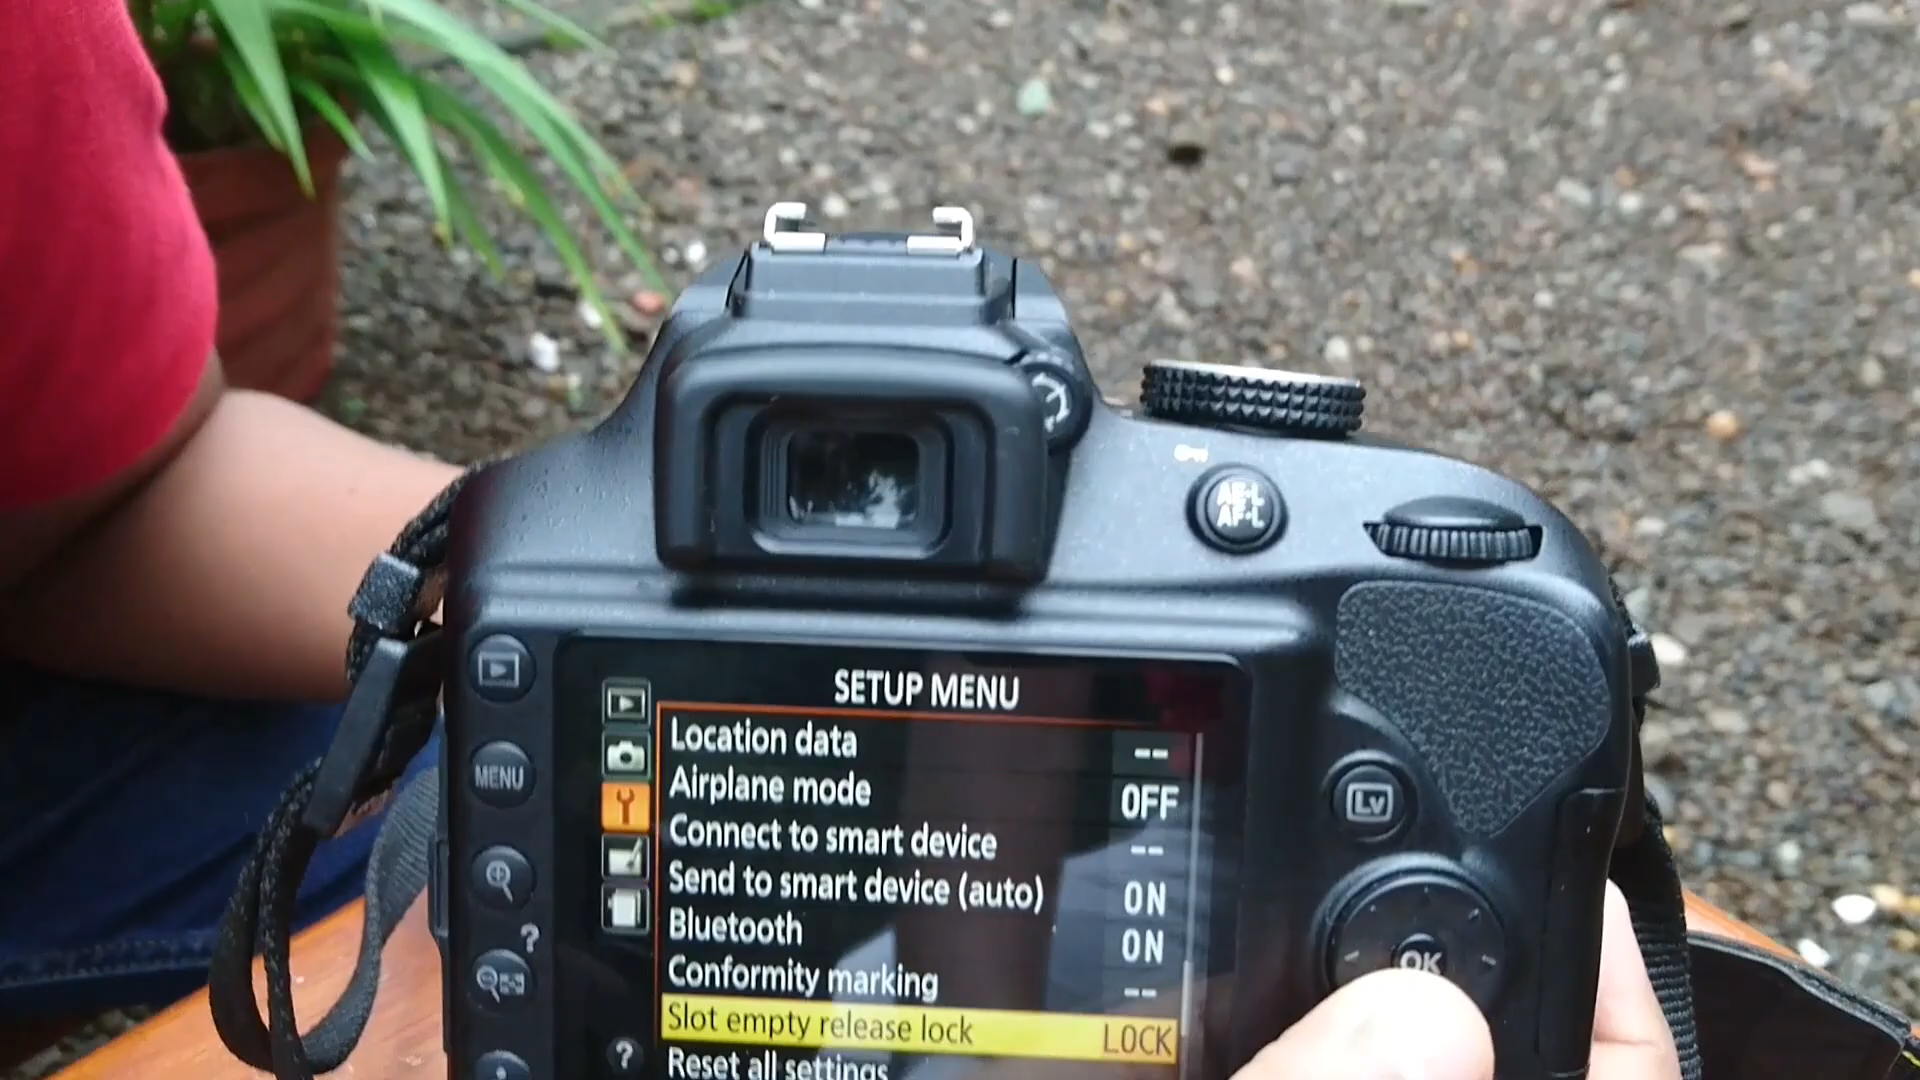 AE-L
AF-L
SETUP MENU
Location data --
Airplane mode OFF
Connect to smart device --
Send to smart device (auto) ON
Bluetooth ON
Conformity marking --
Slot empty release lock LOCK
Reset all settings
MENU
?
?
Lv
OK